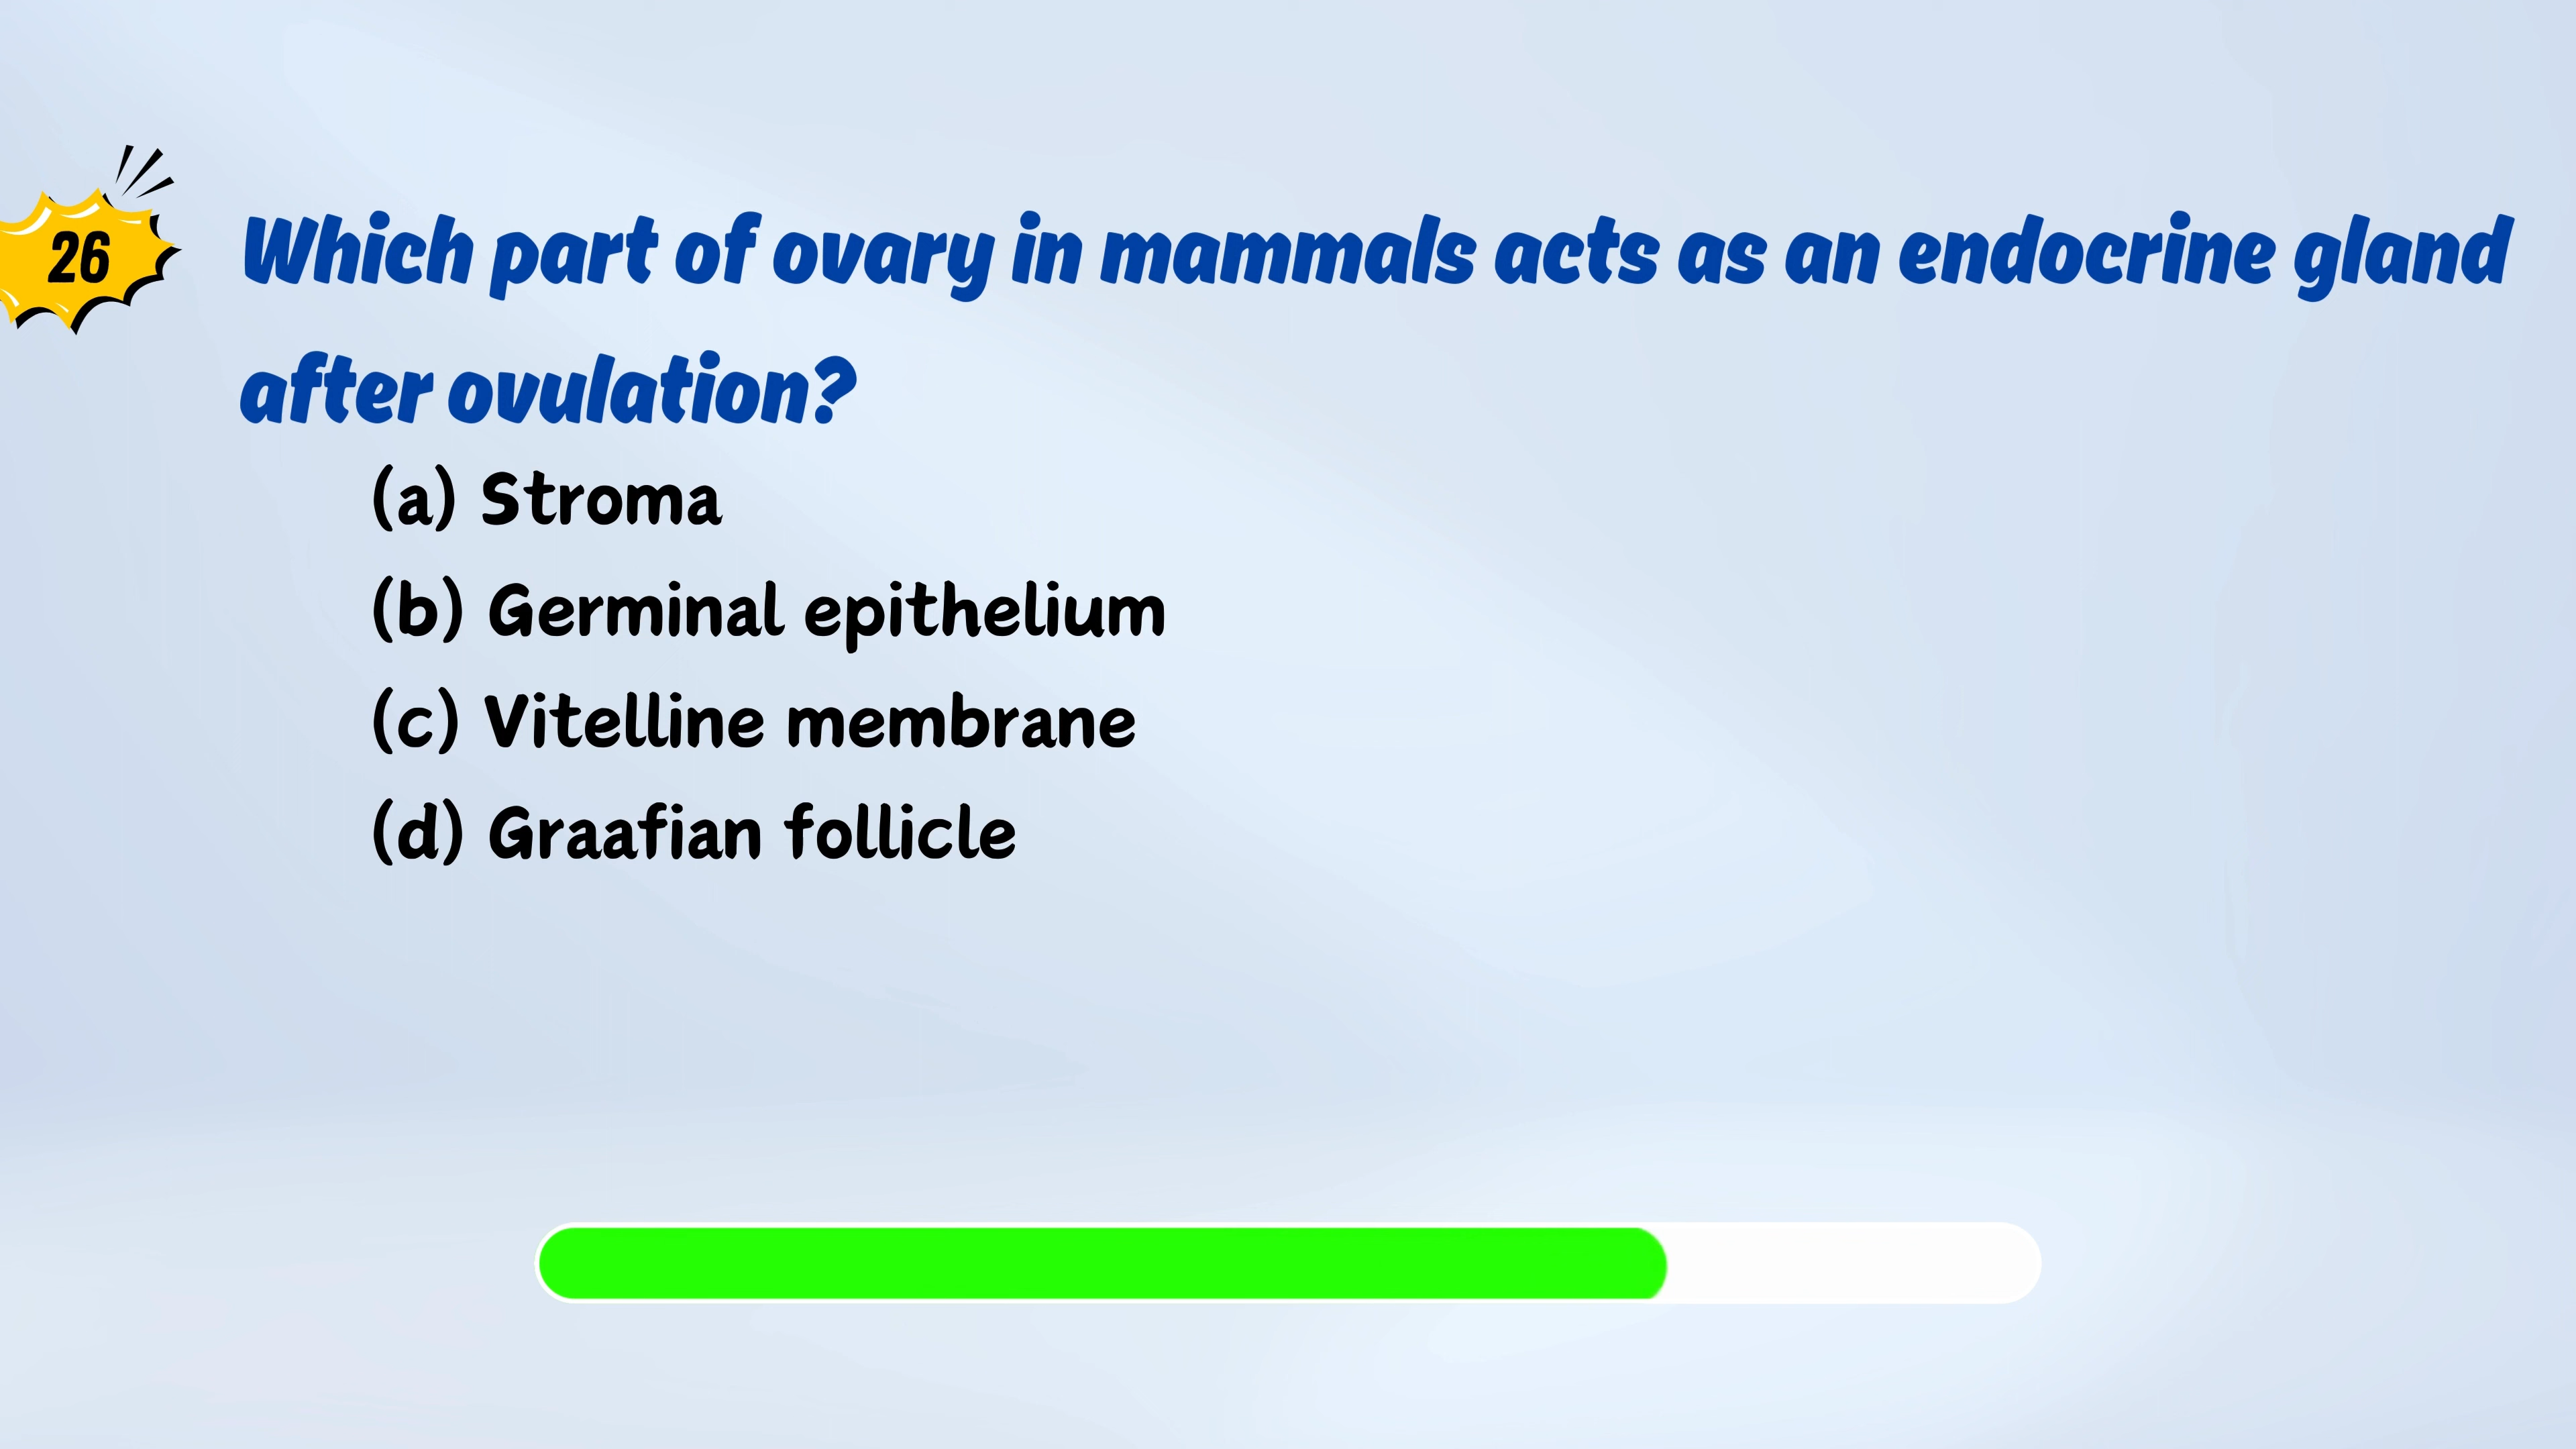 26
Which part of ovary in mammals acts as an endocrine gland
after ovulation?
(a) Stroma
(b) Germinal epithelium
(c) Vitelline membrane
(d) Graafian follicle